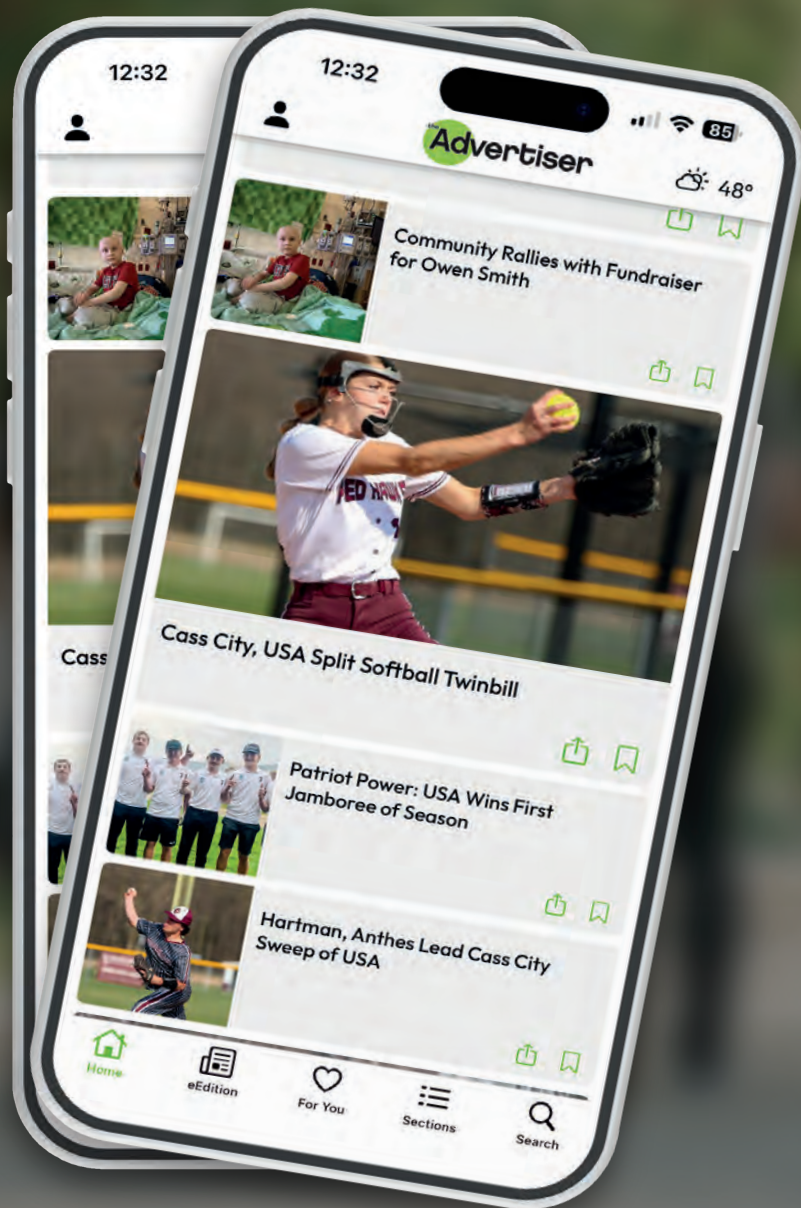 12:32
12:32
85
the Advertiser
48°
Community Rallies with Fundraiser
for Owen Smith
RED HAWKS
Cass City, USA Split Softball Twinbill
Cass
Patriot Power: USA Wins First
Jamboree of Season
Hartman, Anthes Lead Cass City
Sweep of USA
Home
eEdition
For You
Sections
Search